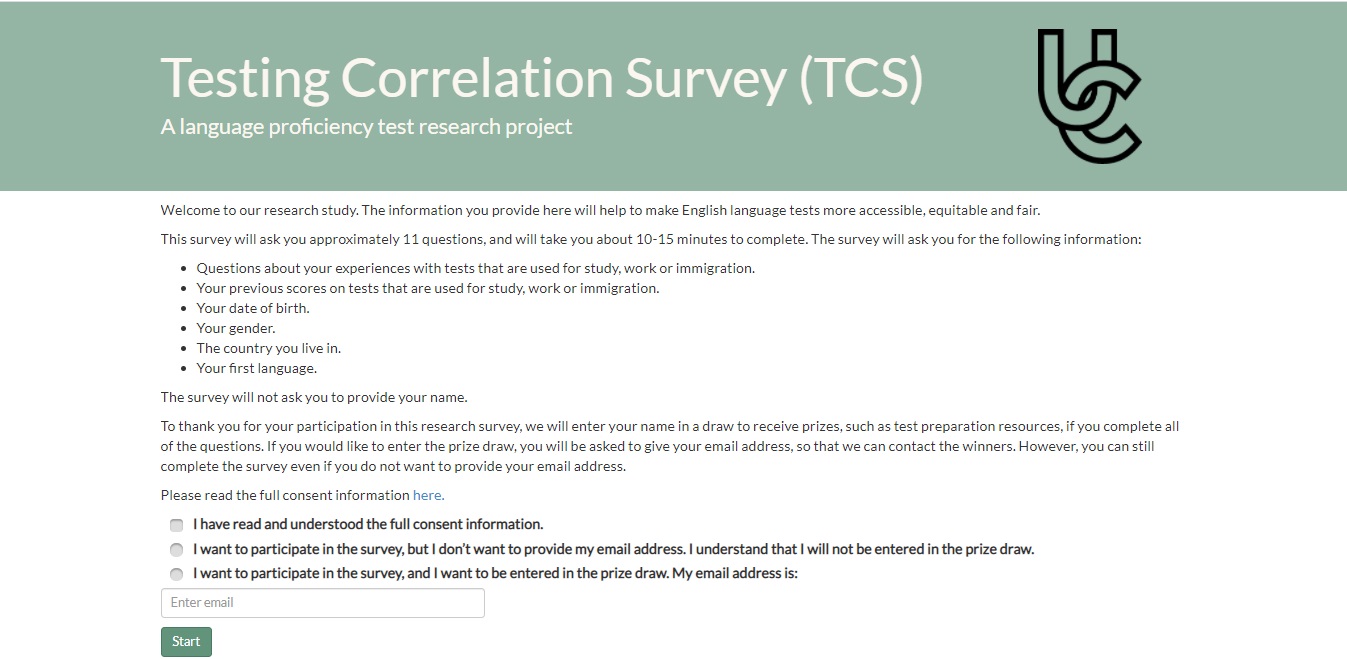 Testing Correlation Survey (TCS)
A language proficiency test research project
UC
Welcome to our research study. The information you provide here will help to make English language tests more accessible, equitable and fair.
This survey will ask you approximately 11 questions, and will take you about 10-15 minutes to complete. The survey will ask you for the following information:
• Questions about your experiences with tests that are used for study, work or immigration.
• Your previous scores on tests that are used for study, work or immigration.
• Your date of birth.
• Your gender.
• The country you live in.
• Your first language.
The survey will not ask you to provide your name.
To thank you for your participation in this research survey, we will enter your name in a draw to receive prizes, such as test preparation resources, if you complete all
of the questions. If you would like to enter the prize draw, you will be asked to give your email address, so that we can contact the winners. However, you can still
complete the survey even if you do not want to provide your email address.
Please read the full consent information here.
I have read and understood the full consent information.
I want to participate in the survey, but I don't want to provide my email address. I understand that I will not be entered in the prize draw.
I want to participate in the survey, and I want to be entered in the prize draw. My email address is:
Enter email
Start